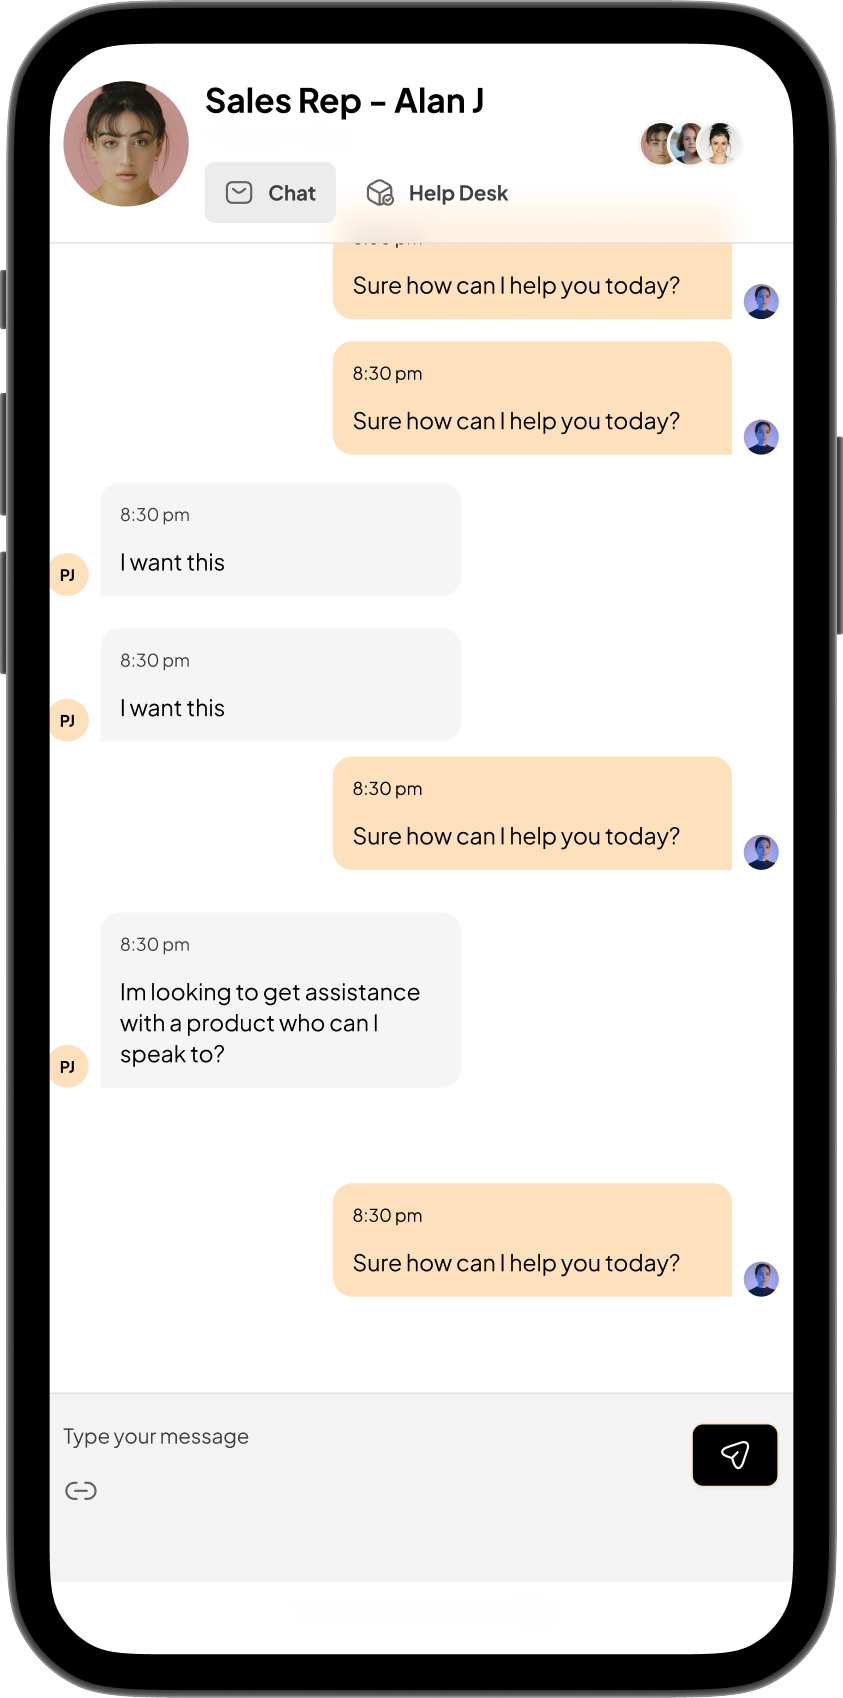 Sales Rep – Alan J
Chat
Help Desk
Sure how can I help you today?
8:30 pm
Sure how can I help you today?
8:30 pm
I want this
PJ
8:30 pm
I want this
PJ
8:30 pm
Sure how can I help you today?
8:30 pm
Im looking to get assistance
with a product who can I
speak to?
PJ
8:30 pm
Sure how can I help you today?
Type your message